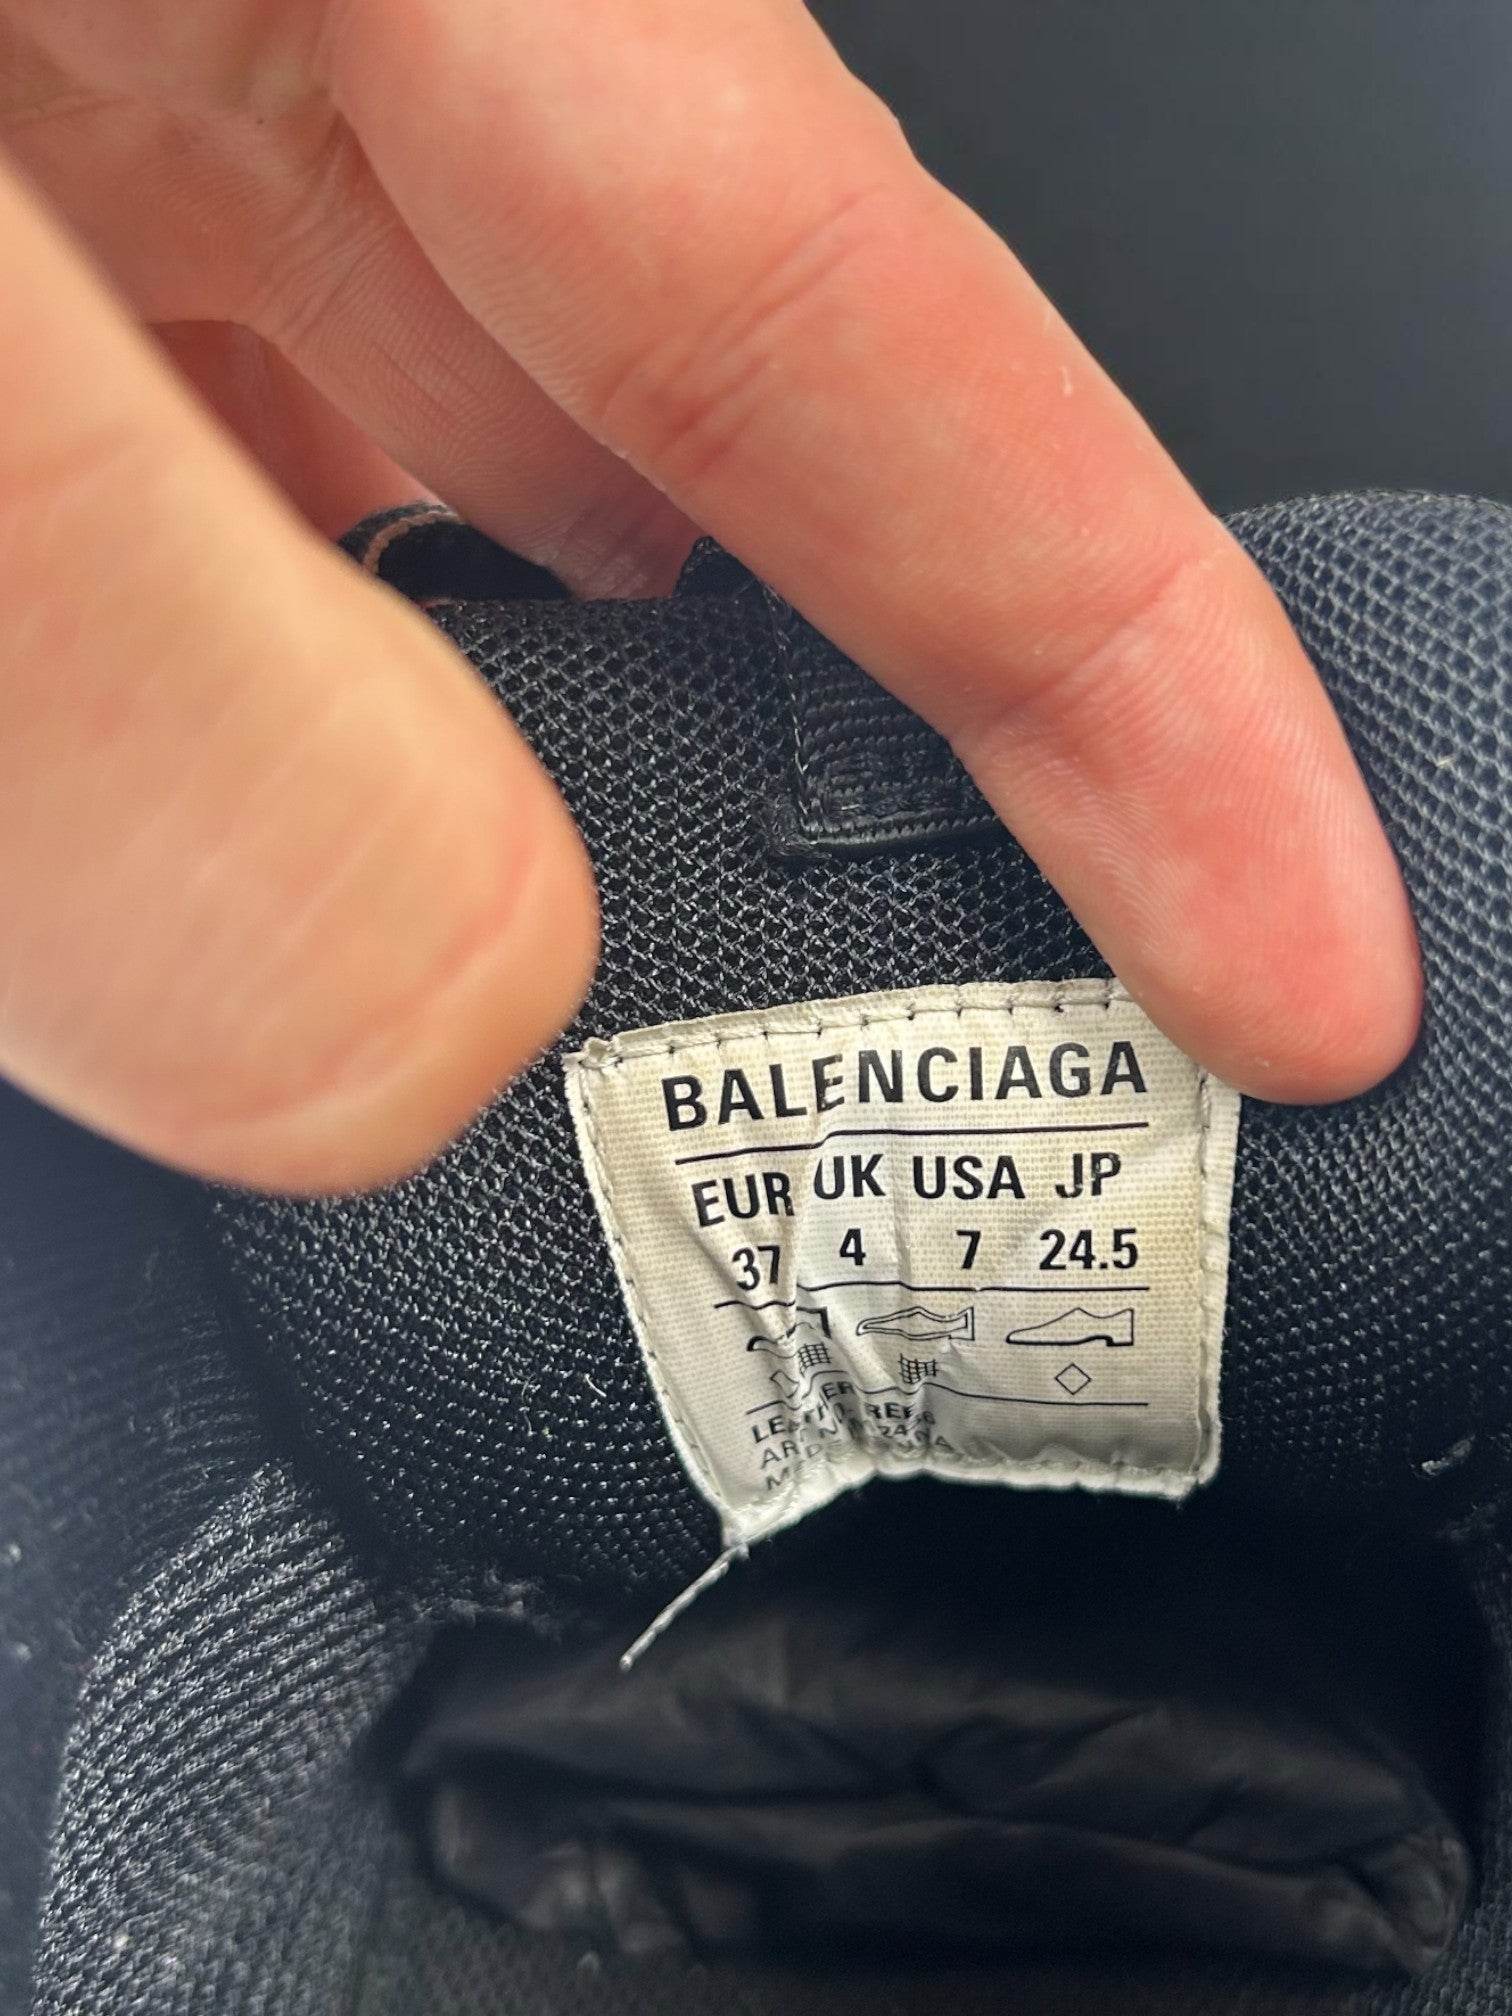 BALENCIAGA
EUR UK USA JP
37 4 7 24.5